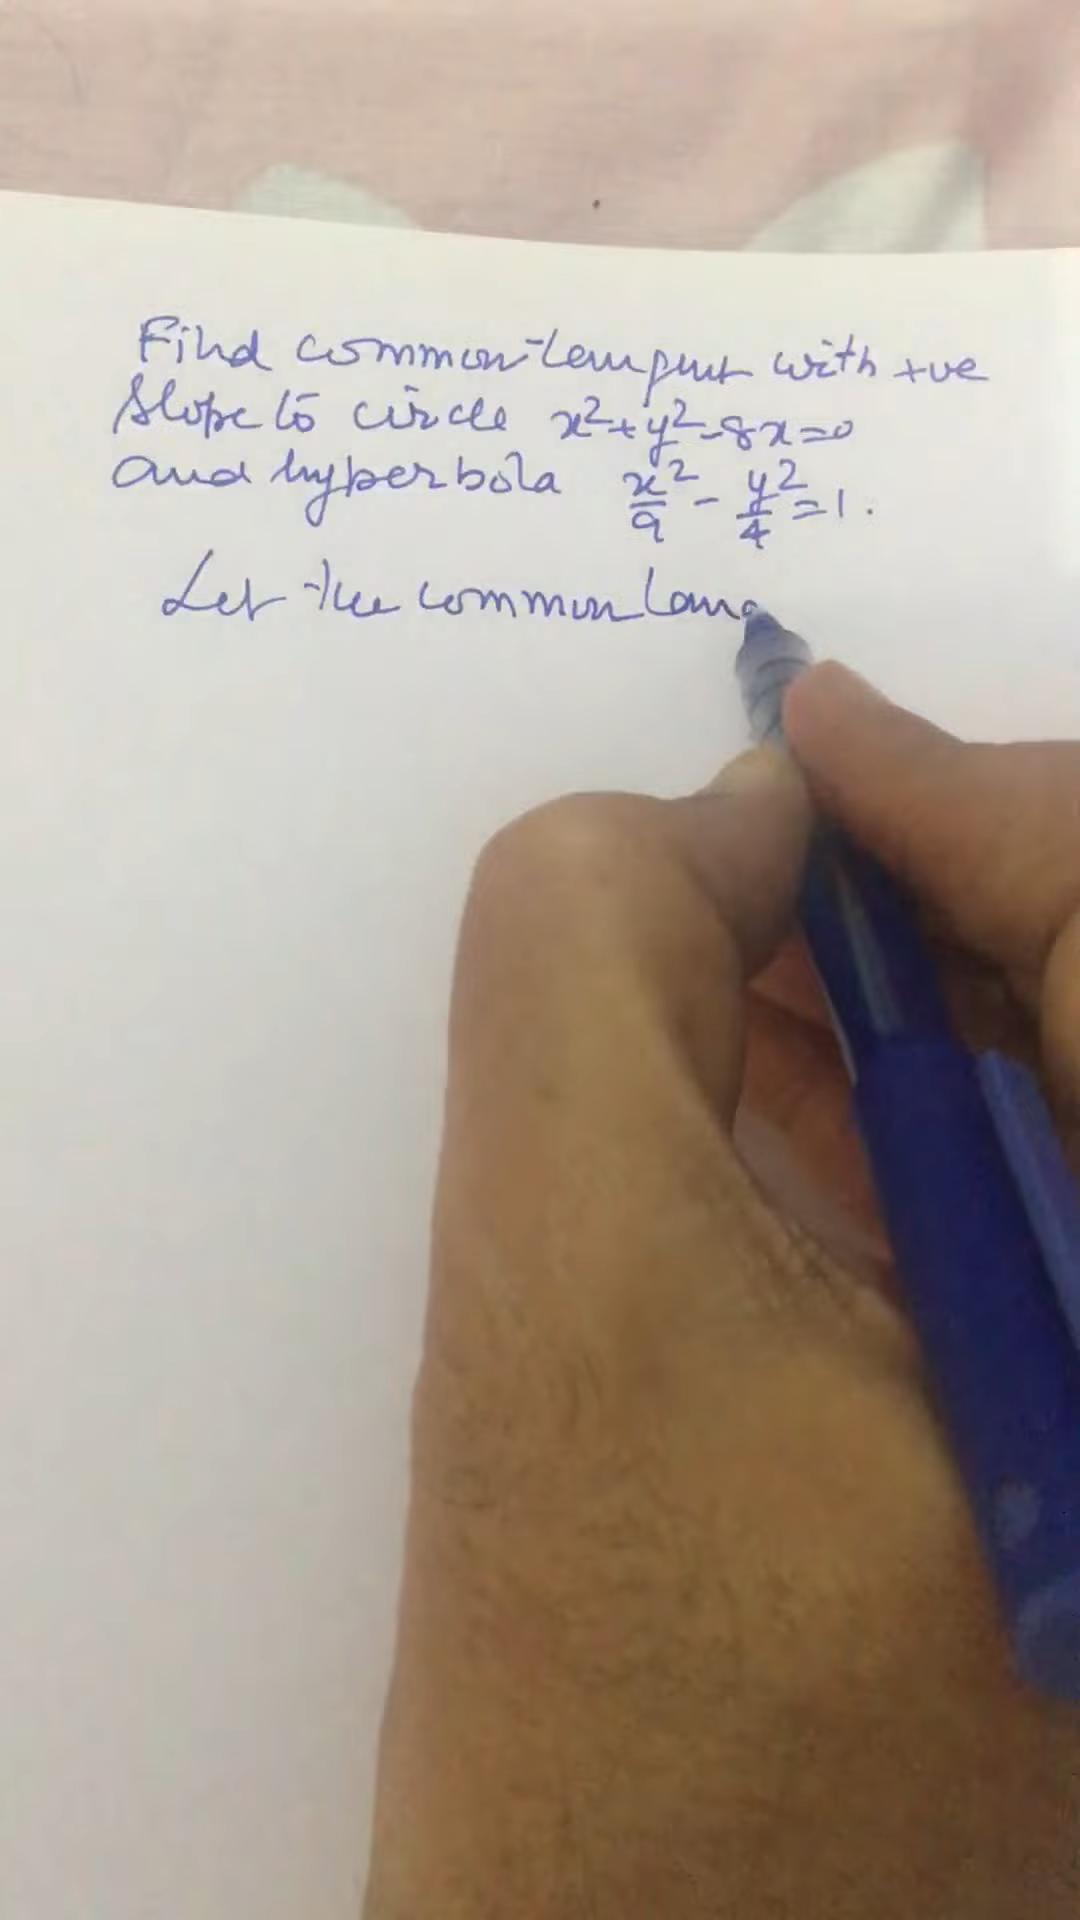 Find common tangent with +ve
slope to circle x²+y²-8x=0
and hyperbola x²/9 - y²/4 = 1.
Let the common tang